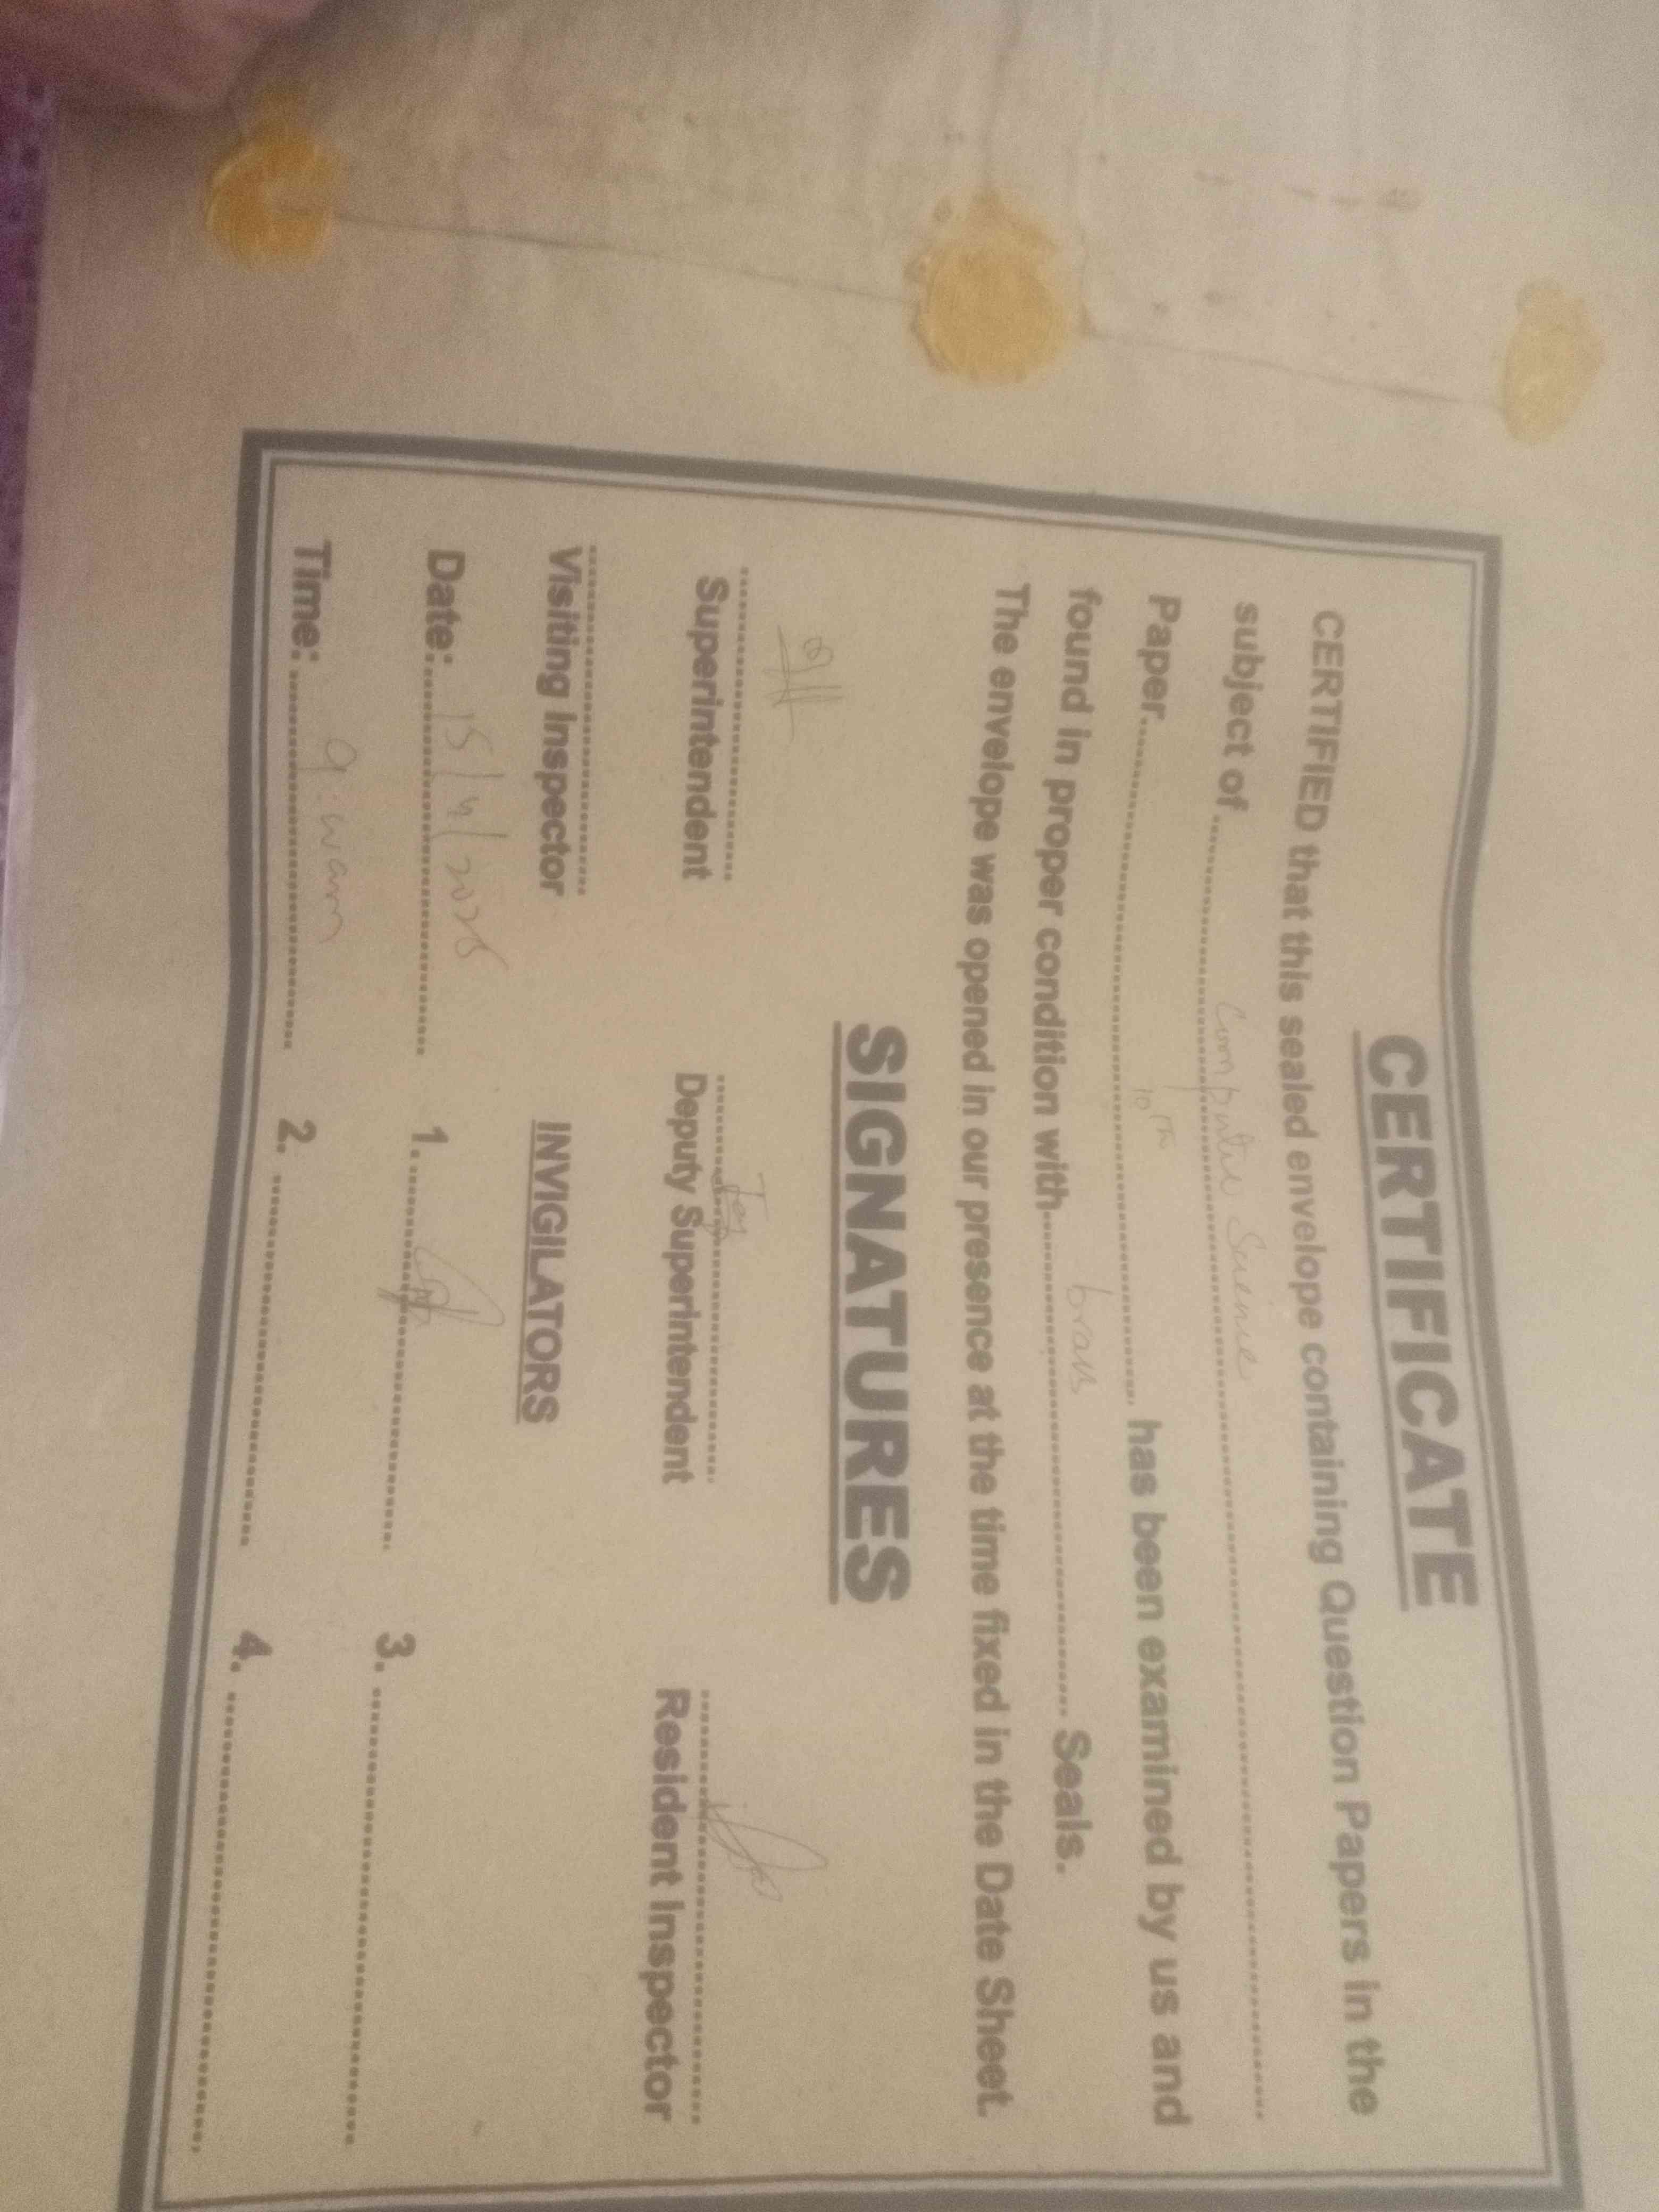 CERTIFICATE
CERTIFIED that this sealed envelope containing Question Papers in the
subject of Computer Science
Paper 10th has been examined by us and
found in proper condition with brass Seals.
The envelope was opened in our presence at the time fixed in the Date Sheet.
SIGNATURES
Superintendent Deputy Superintendent Resident Inspector
Visiting Inspector INVIGILATORS
Date: 15/4/2025 1. 3.
Time: 2. 4.